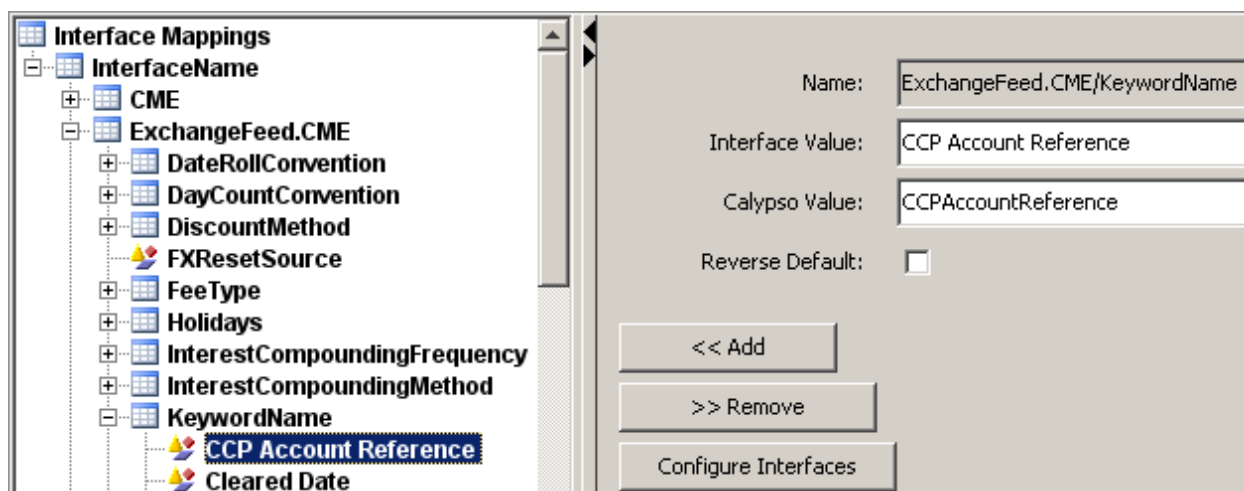 Interface Mappings
InterfaceName
CME
ExchangeFeed.CME
DateRollConvention
DayCountConvention
DiscountMethod
FXResetSource
FeeType
Holidays
InterestCompoundingFrequency
InterestCompoundingMethod
KeywordName
CCP Account Reference
Cleared Date
Name: ExchangeFeed.CME/KeywordName
Interface Value: CCP Account Reference
Calypso Value: CCPAccountReference
Reverse Default:
<< Add
>> Remove
Configure Interfaces